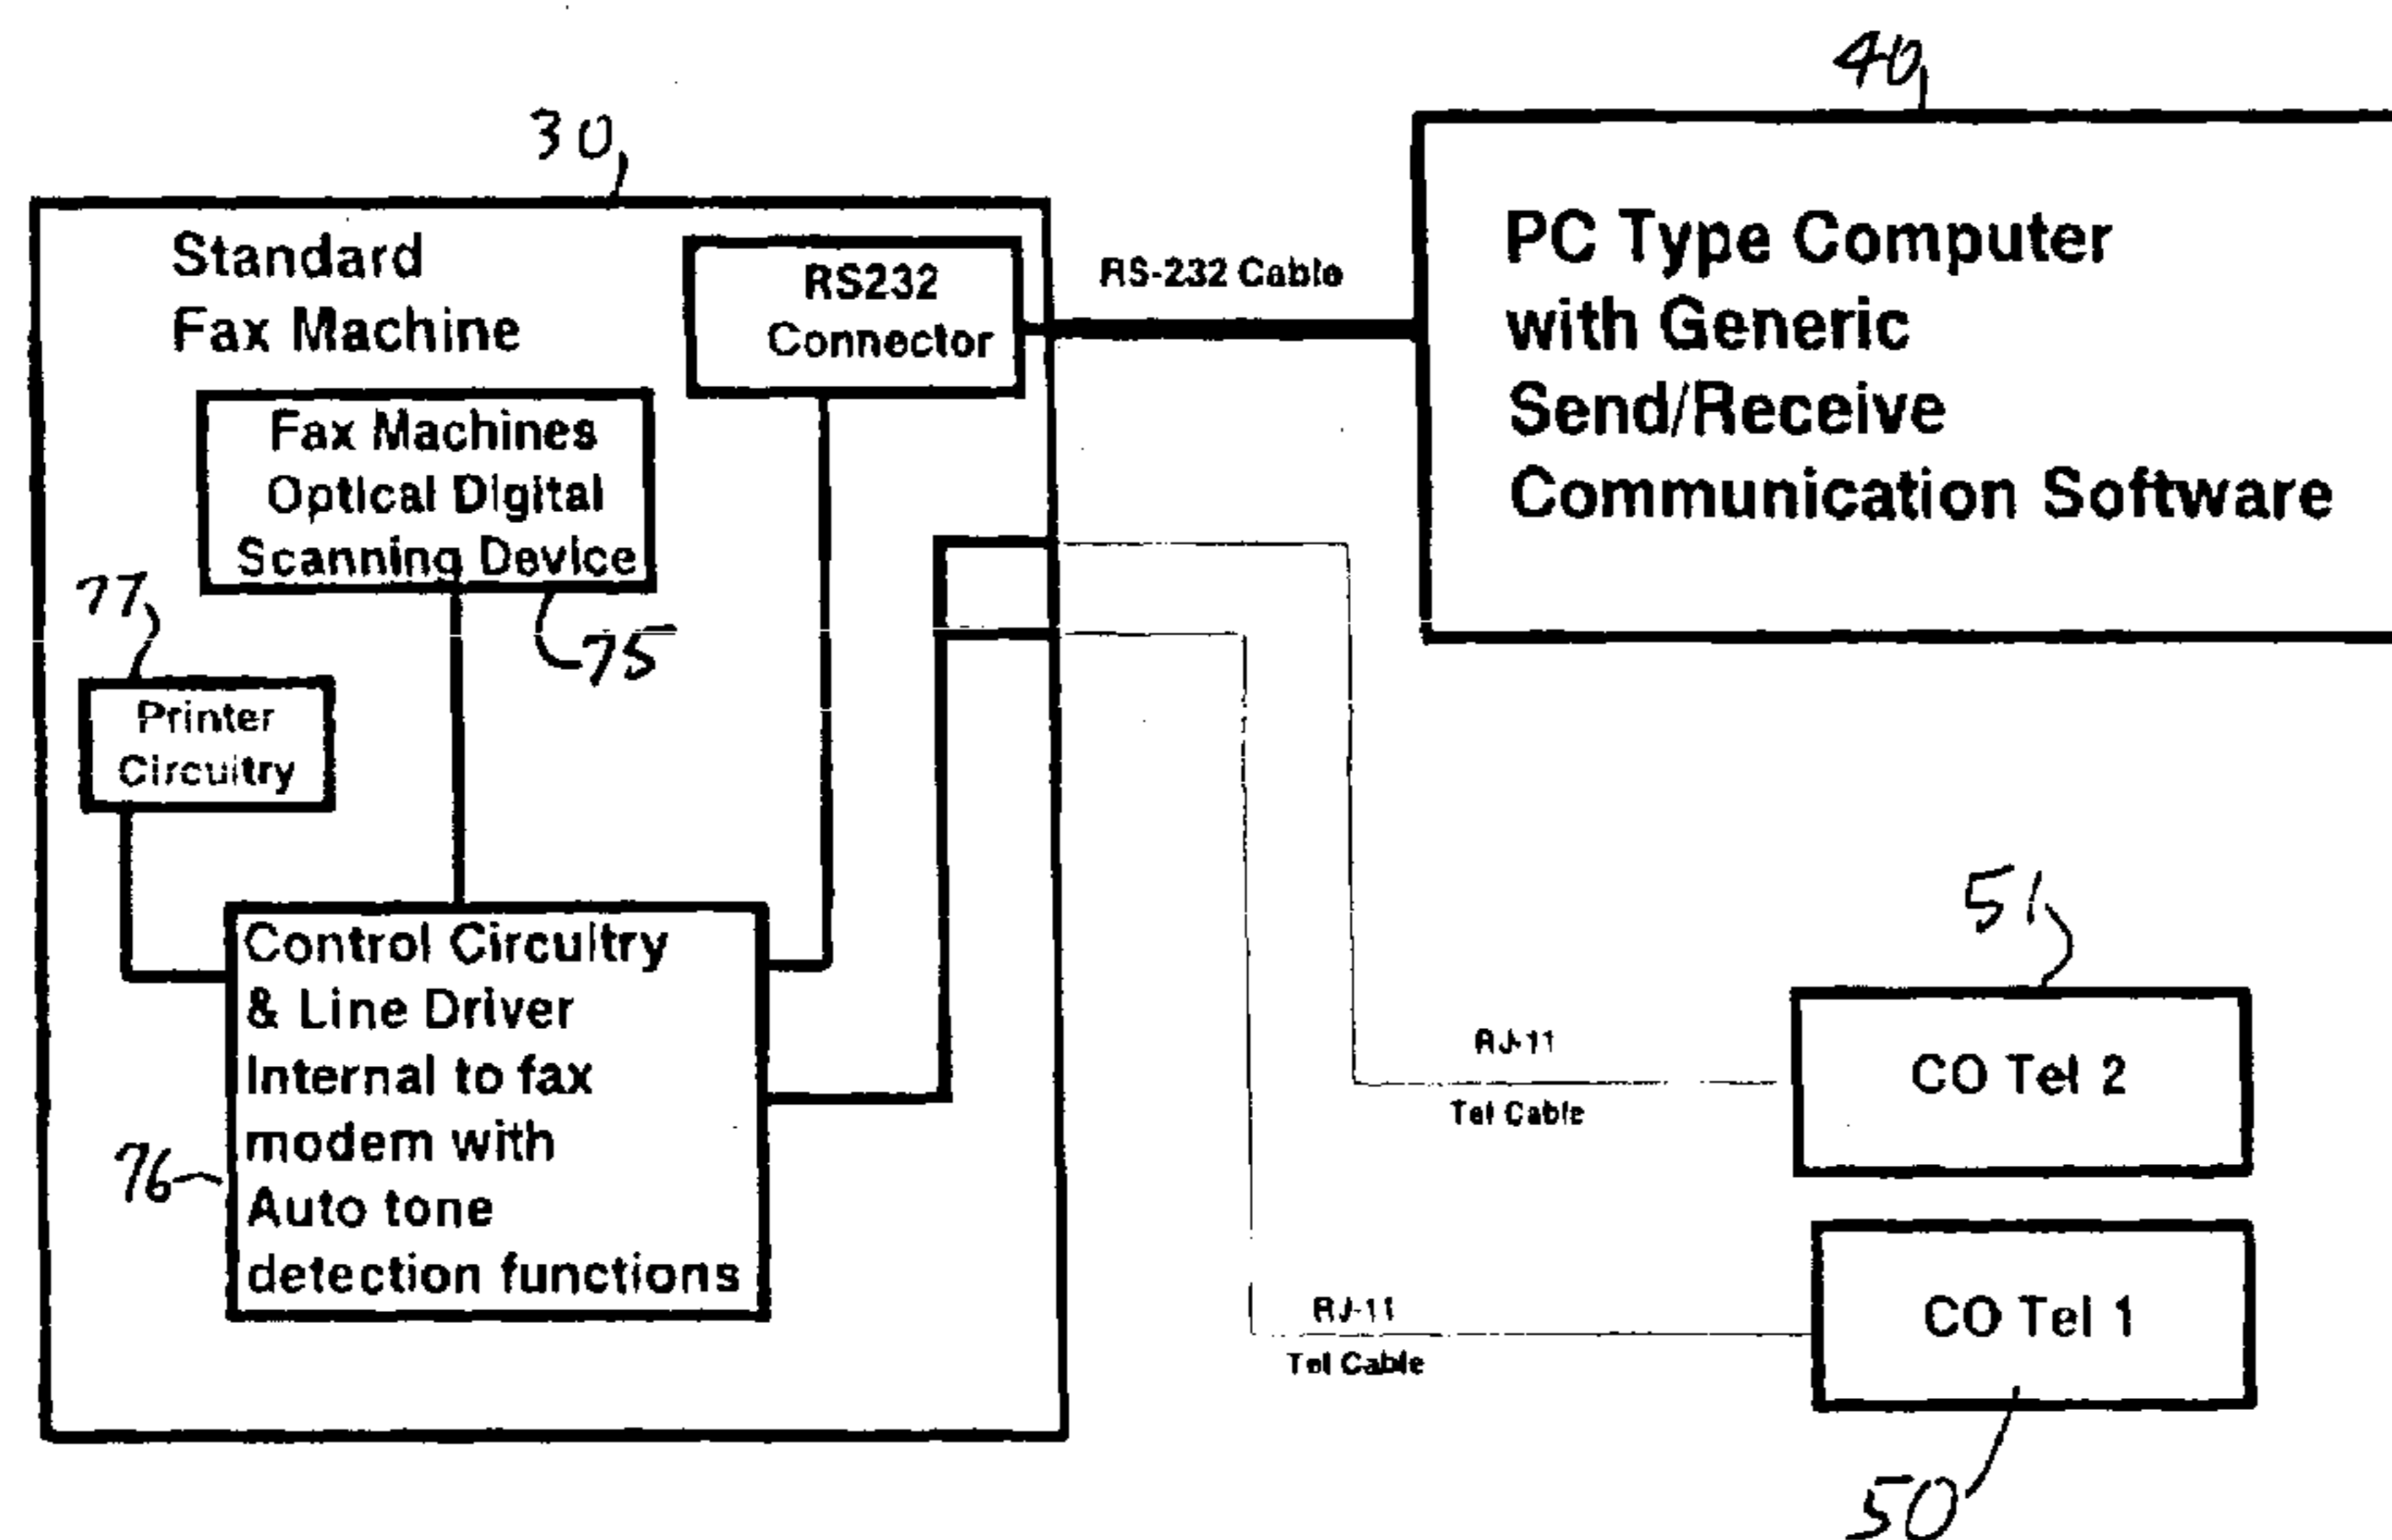 40
30
Standard
Fax Machine
RS232
Connector
RS-232 Cable
PC Type Computer
with Generic
Send/Receive
Communication Software
Fax Machines
Optical Digital
Scanning Device
75
77
Printer
Circuitry
Control Circuitry
& Line Driver
Internal to fax
modem with
Auto tone
detection functions
76
51
RJ-11
Tel Cable
CO Tel 2
RJ-11
Tel Cable
CO Tel 1
50